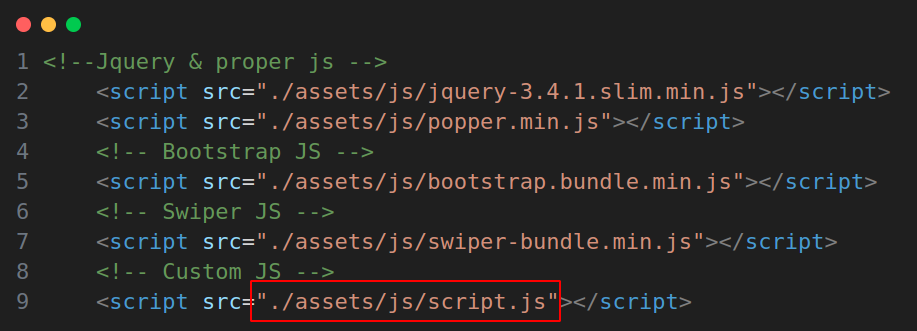 1 <!--Jquery & proper js -->
2 <script src="./assets/js/jquery-3.4.1.slim.min.js"></script>
3 <script src="./assets/js/popper.min.js"></script>
4 <!-- Bootstrap JS -->
5 <script src="./assets/js/bootstrap.bundle.min.js"></script>
6 <!-- Swiper JS -->
7 <script src="./assets/js/swiper-bundle.min.js"></script>
8 <!-- Custom JS -->
9 <script src="./assets/js/script.js"></script>